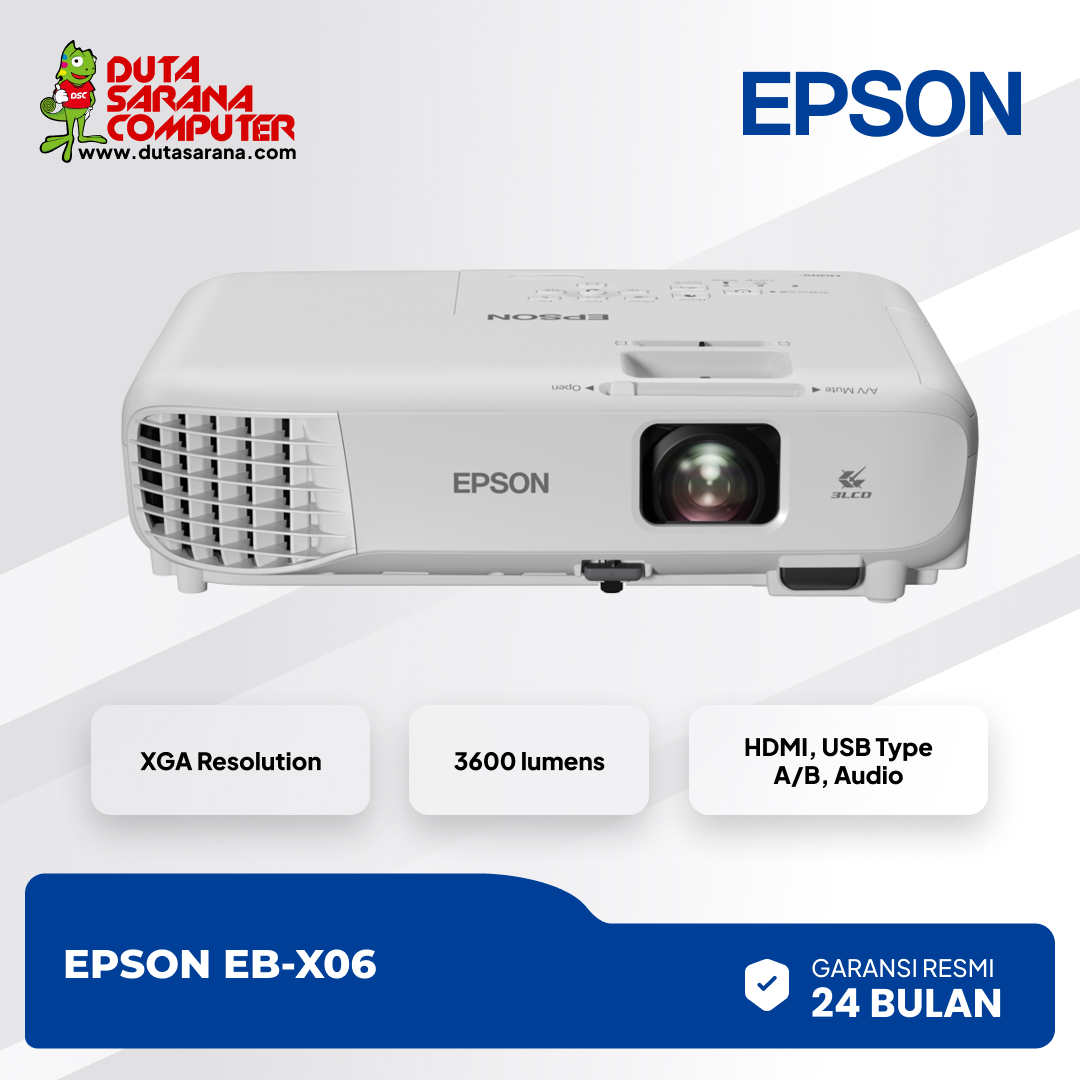 DUTA
SARANA
COMPUTER
DSC
www.dutasarana.com
EPSON
EPSON
Open
A/V Mute
EPSON
3LCD
XGA Resolution
3600 lumens
HDMI, USB Type
A/B, Audio
EPSON EB-X06
GARANSI RESMI
24 BULAN